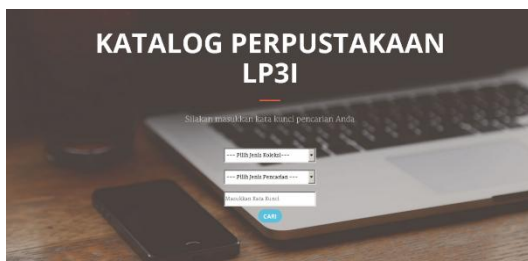 KATALOG PERPUSTAKAAN
LP3I
Silakan masukkan kata kunci pencarian Anda
---- Pilih Jenis Koleksi----
---- Pilih Jenis Pencarian ----
Masukkan Kata Kunci
CARI